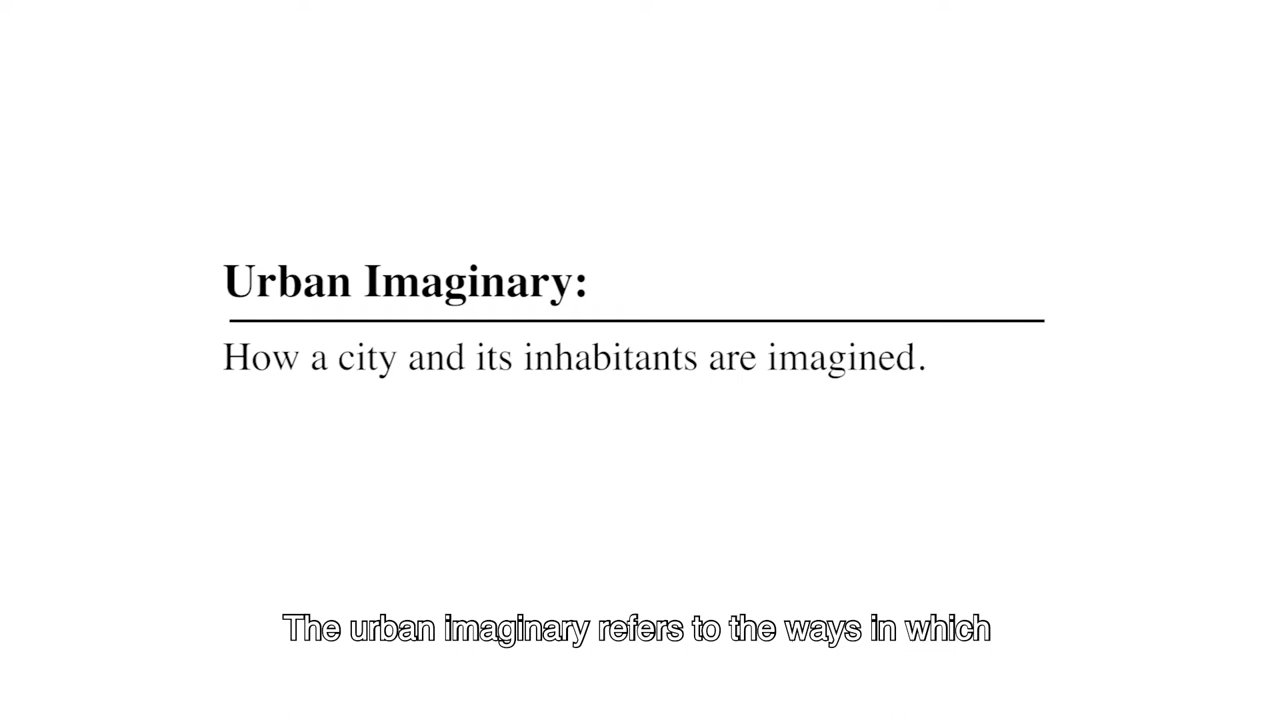 Urban Imaginary:
How a city and its inhabitants are imagined.
The urban imaginary refers to the ways in which